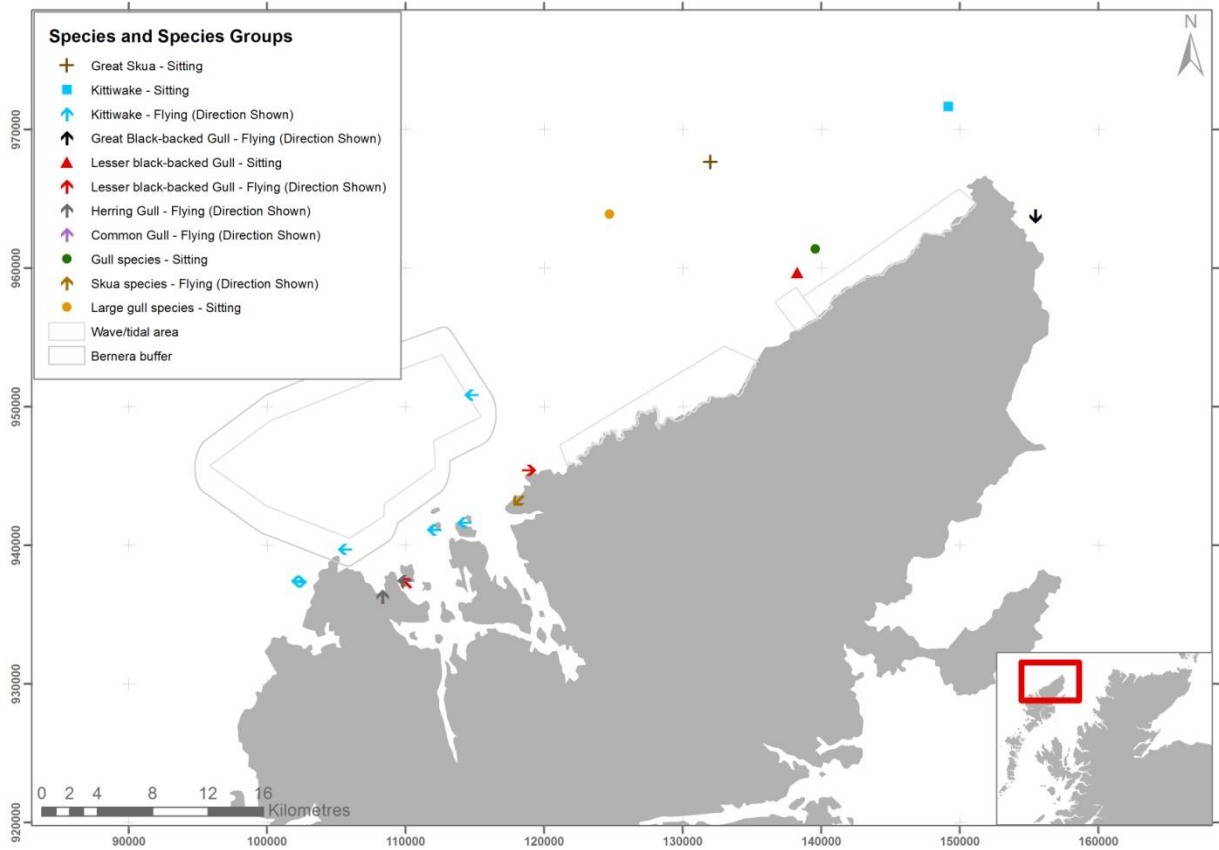 Species and Species Groups
Great Skua - Sitting
Kittiwake - Sitting
Kittiwake - Flying (Direction Shown)
Great Black-backed Gull - Flying (Direction Shown)
Lesser black-backed Gull - Sitting
Lesser black-backed Gull - Flying (Direction Shown)
Herring Gull - Flying (Direction Shown)
Common Gull - Flying (Direction Shown)
Gull species - Sitting
Skua species - Flying (Direction Shown)
Large gull species - Sitting
Wave/tidal area
Bernera buffer
N
970000
960000
950000
940000
930000
920000
0 2 4 8 12 16
Kilometres
90000 100000 110000 120000 130000 140000 150000 160000